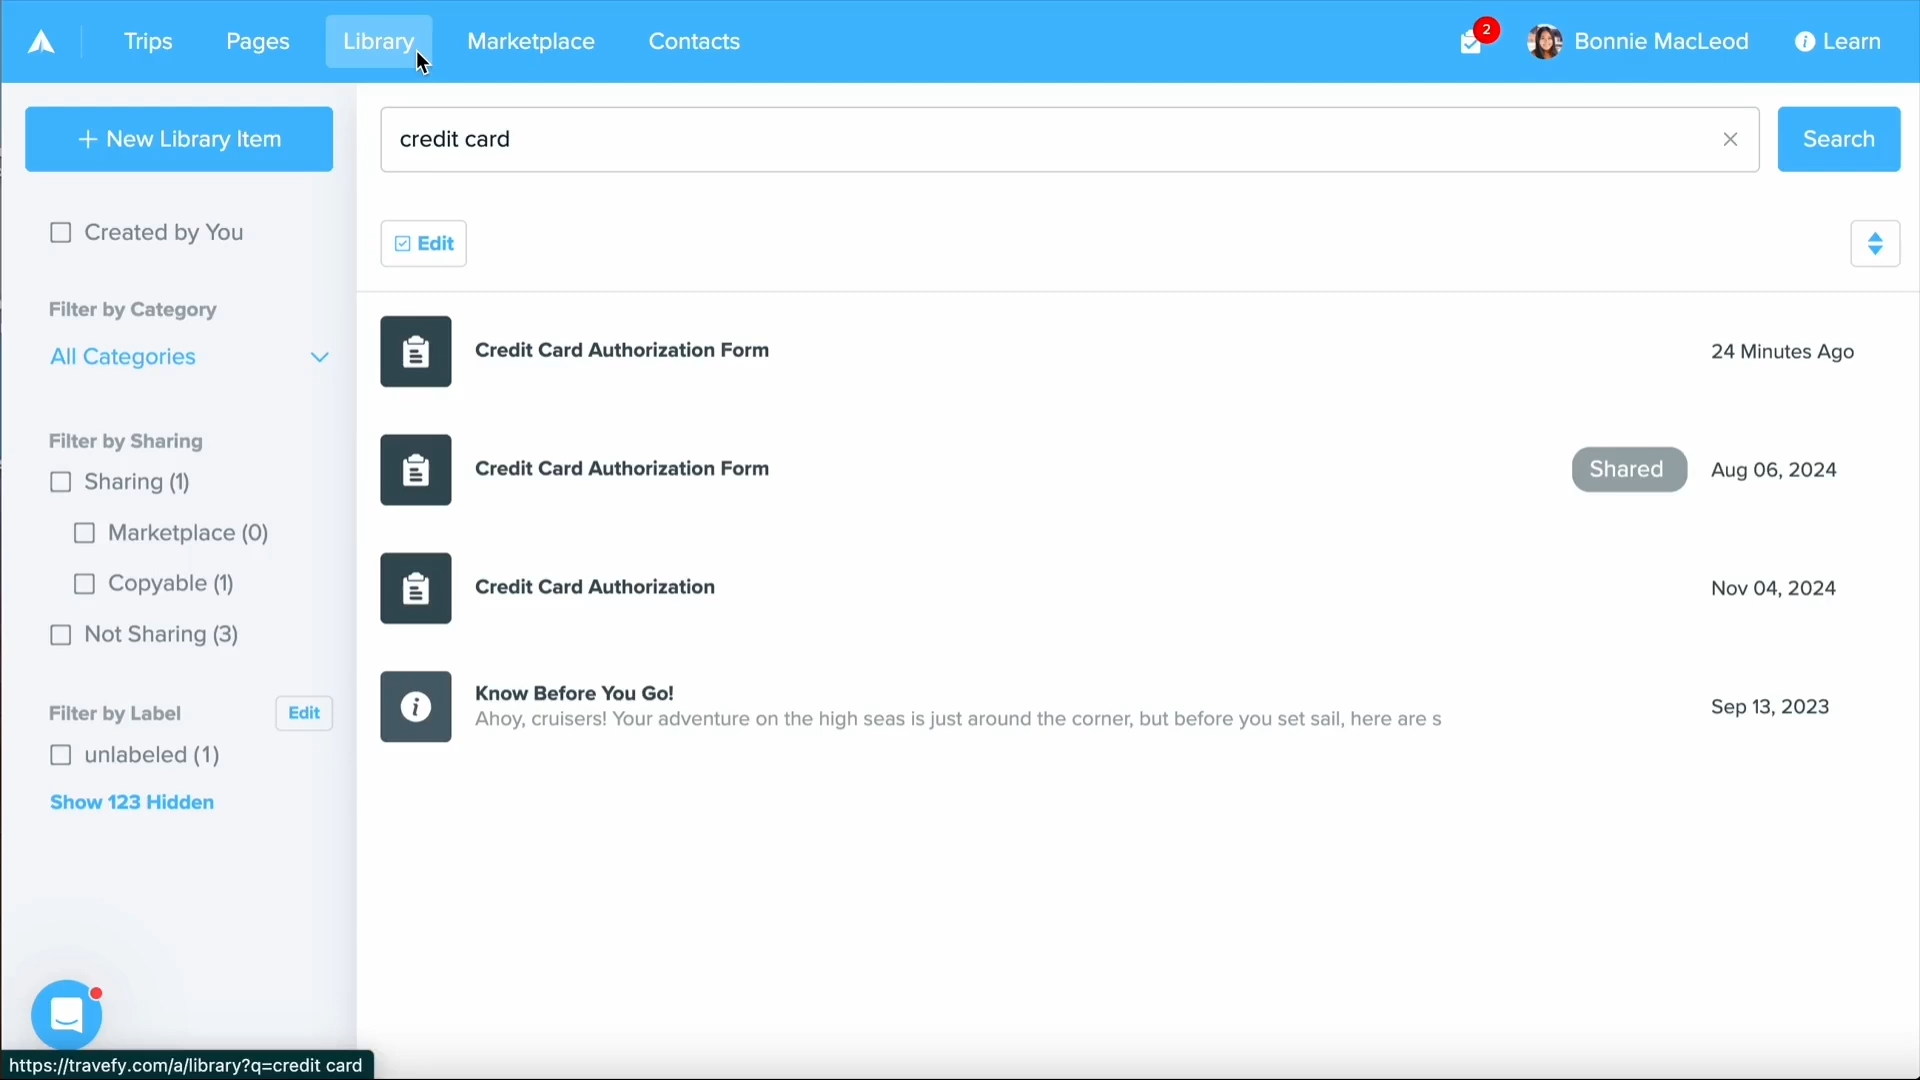 Trips
Pages
Library
Marketplace
Contacts
2
Bonnie MacLeod
Learn
+ New Library Item
credit card
Search
Created by You
Edit
Filter by Category
All Categories
Credit Card Authorization Form
24 Minutes Ago
Filter by Sharing
Sharing (1)
Marketplace (0)
Copyable (1)
Not Sharing (3)
Credit Card Authorization Form
Shared
Aug 06, 2024
Credit Card Authorization
Nov 04, 2024
Filter by Label
Edit
unlabeled (1)
Show 123 Hidden
Know Before You Go!
Ahoy, cruisers! Your adventure on the high seas is just around the corner, but before you set sail, here are s
Sep 13, 2023
https://travefy.com/a/library?q=credit card